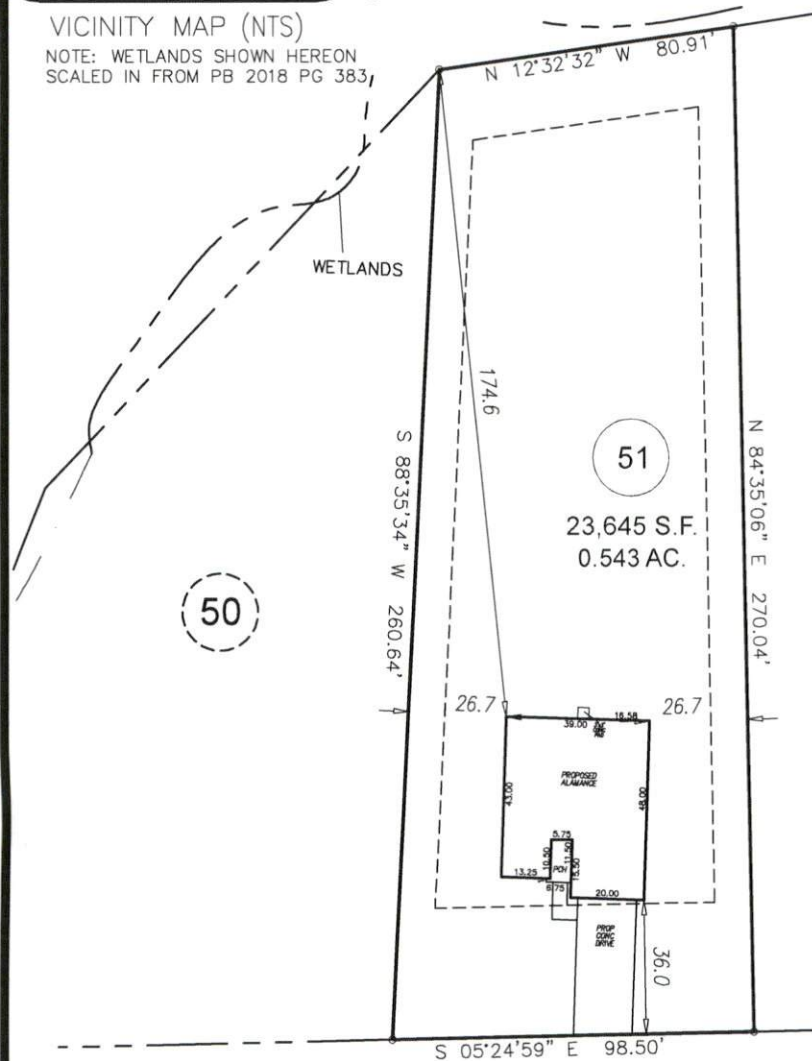 VICINITY MAP (NTS)
NOTE: WETLANDS SHOWN HEREON
SCALED IN FROM PB 2018 PG 383
N 12°32'32" W 80.91'
WETLANDS
174.6
51
23,645 S.F.
0.543 AC.
S 88°35'34" W 260.64'
N 84°35'06" E 270.04'
50
26.7
39.00
18.58
26.7
PROPOSED
ALAMANCE
43.00
48.00
5.75
10.50
11.50
15.50
PCH
13.25
6.75
20.00
PROP
CONC
DRIVE
36.0
S 05°24'59" E 98.50'